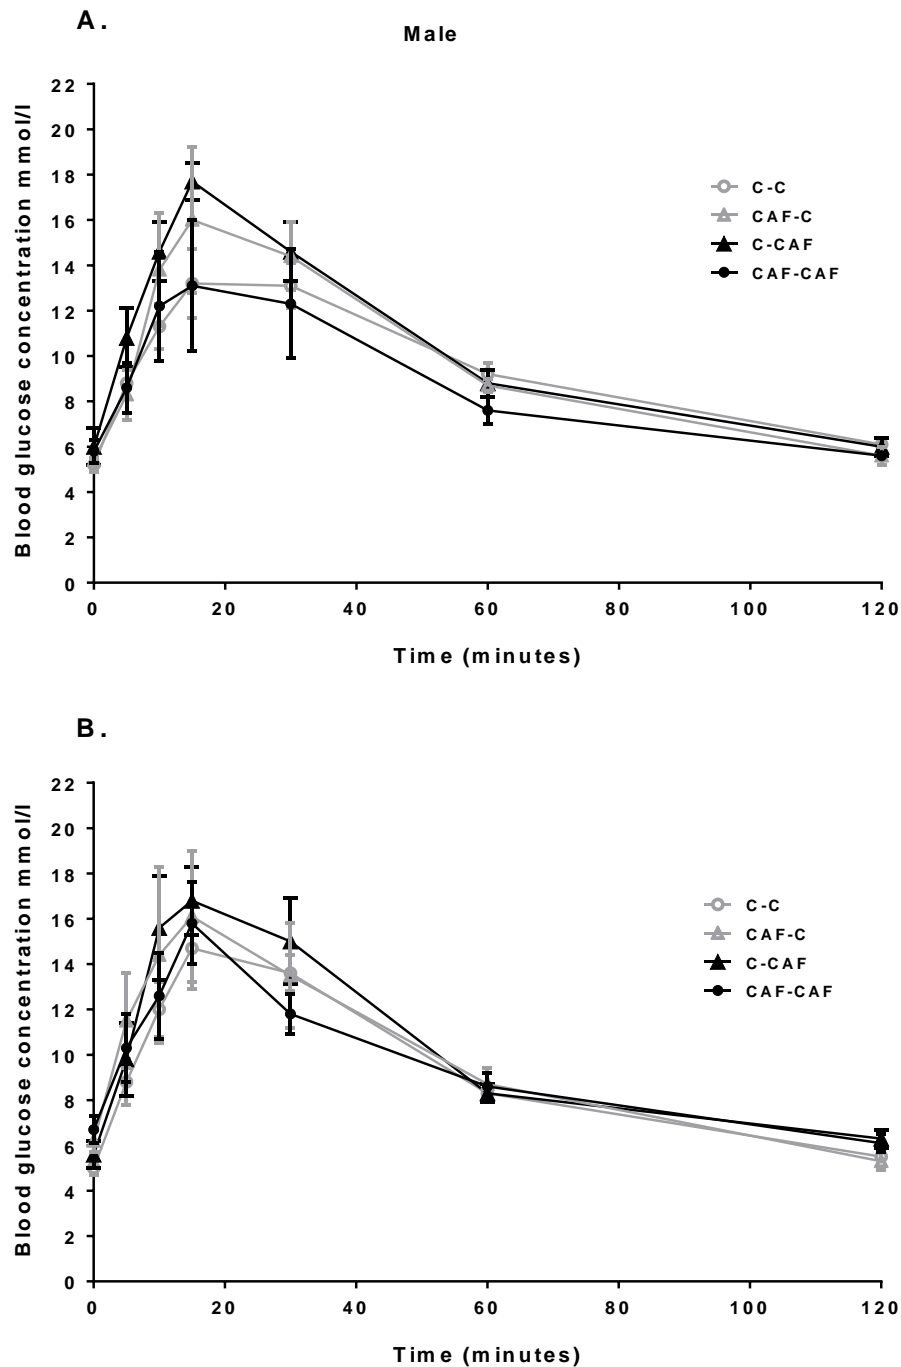 A.
Male
Blood glucose concentration mmol/l
22
20
18
16
14
12
10
8
6
4
2
0
0 20 40 60 80 100 120
Time (minutes)
C-C
CAF-C
C-CAF
CAF-CAF
B.
Blood glucose concentration mmol/l
22
20
18
16
14
12
10
8
6
4
2
0
0 20 40 60 80 100 120
Time (minutes)
C-C
CAF-C
C-CAF
CAF-CAF